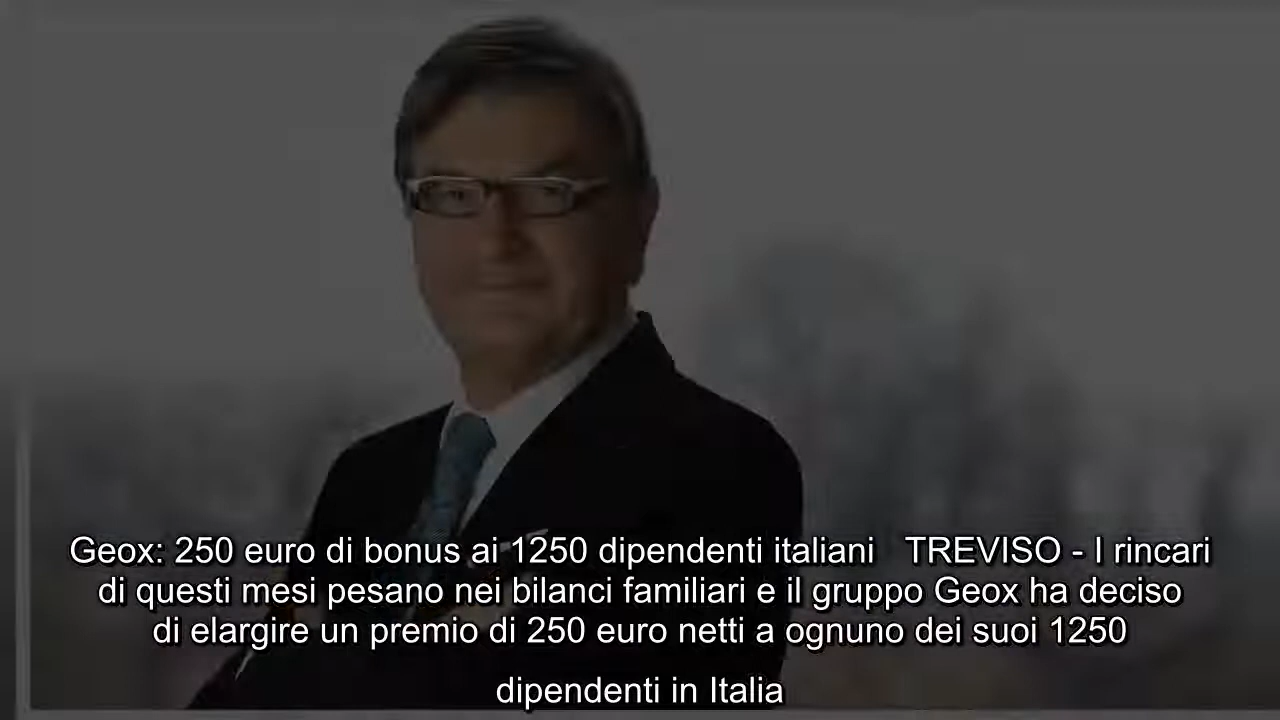 Geox: 250 euro di bonus ai 1250 dipendenti italiani TREVISO - I rincari
di questi mesi pesano nei bilanci familiari e il gruppo Geox ha deciso
di elargire un premio di 250 euro netti a ognuno dei suoi 1250
dipendenti in Italia